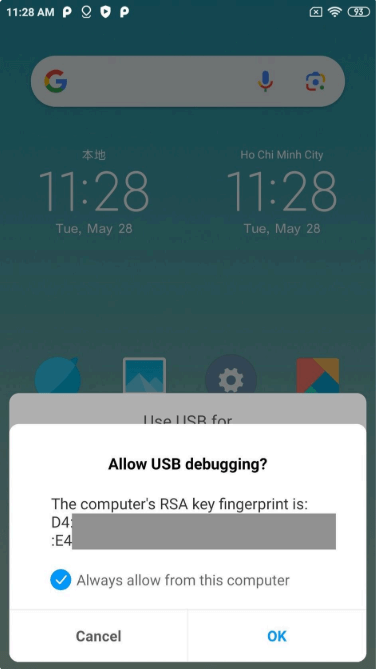 11:28 AM
93
本地
Ho Chi Minh City
11:28
11:28
Tue, May 28
Tue, May 28
Use USB for
Allow USB debugging?
The computer's RSA key fingerprint is:
D4:
:E4
Always allow from this computer
Cancel
OK